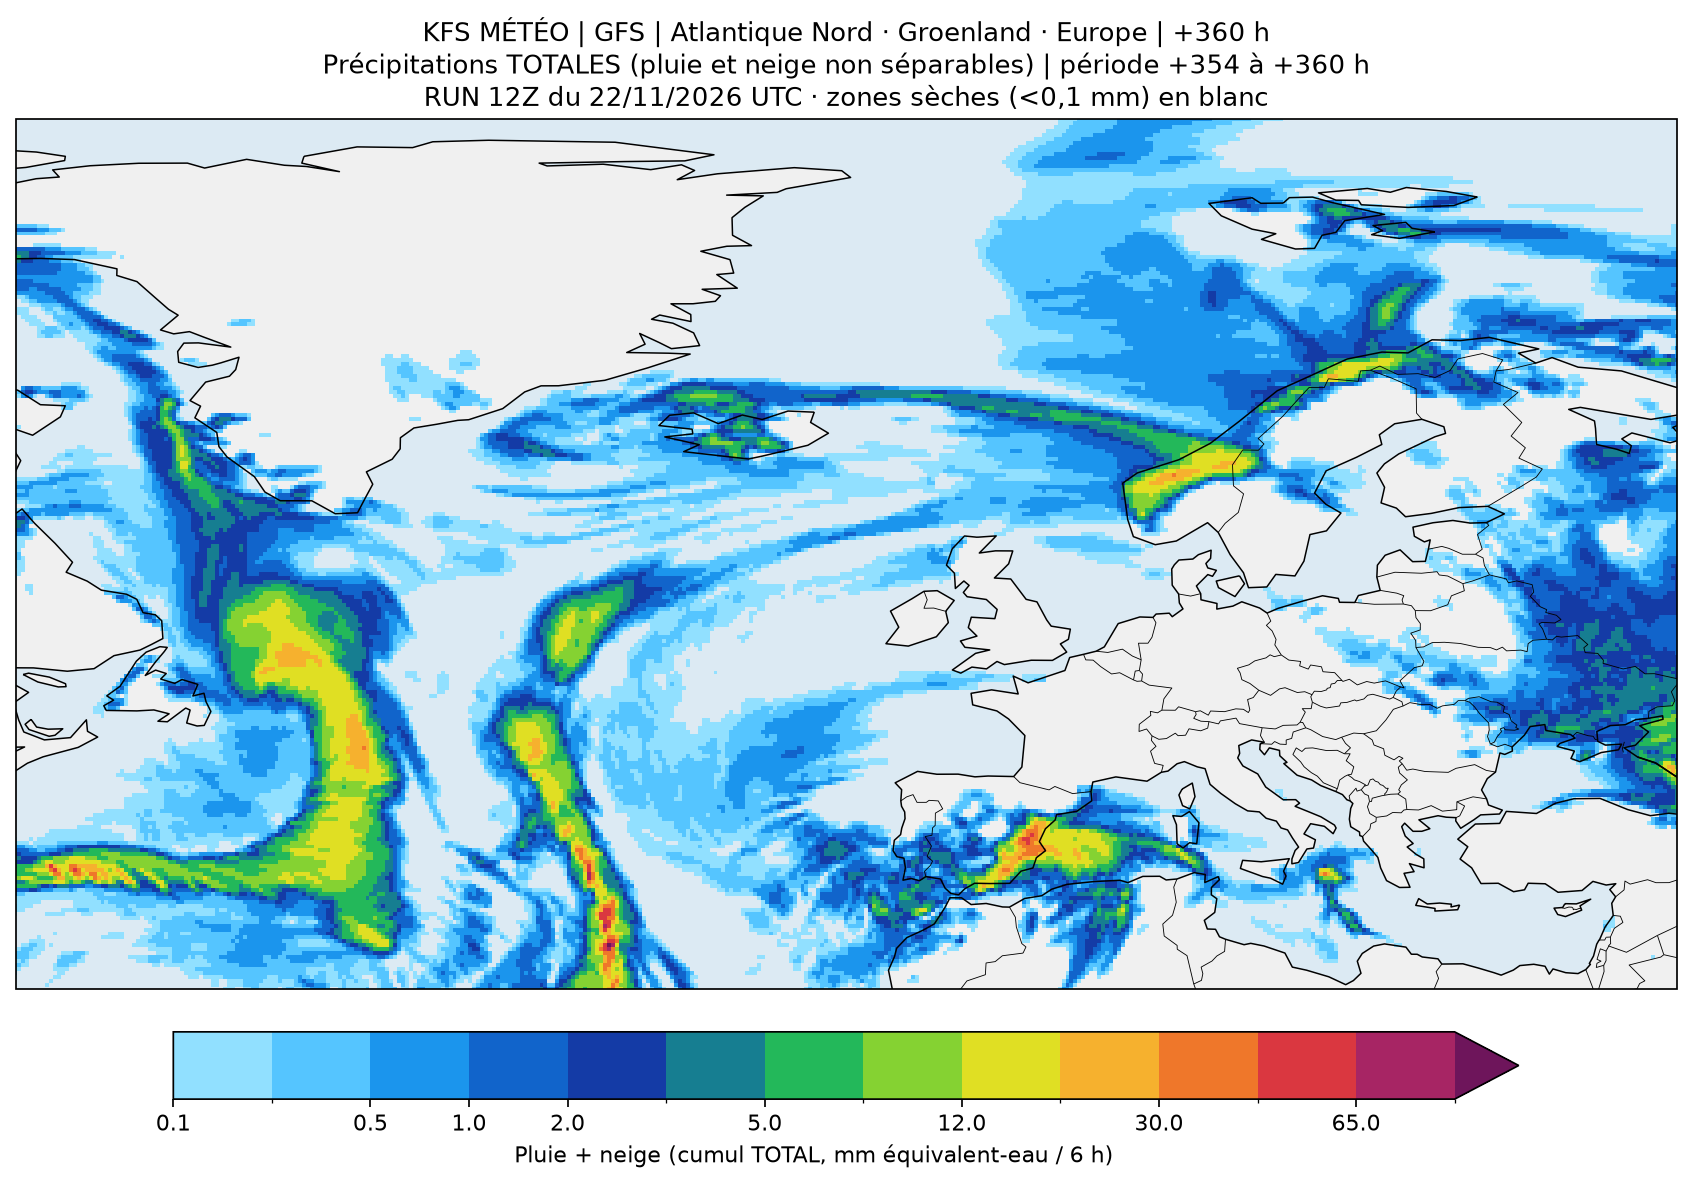 KFS MÉTÉO | GFS | Atlantique Nord · Groenland · Europe | +360 h
Précipitations TOTALES (pluie et neige non séparables) | période +354 à +360 h
RUN 12Z du 22/11/2026 UTC · zones sèches (<0,1 mm) en blanc
0.1 0.5 1.0 2.0 5.0 12.0 30.0 65.0
Pluie + neige (cumul TOTAL, mm équivalent-eau / 6 h)